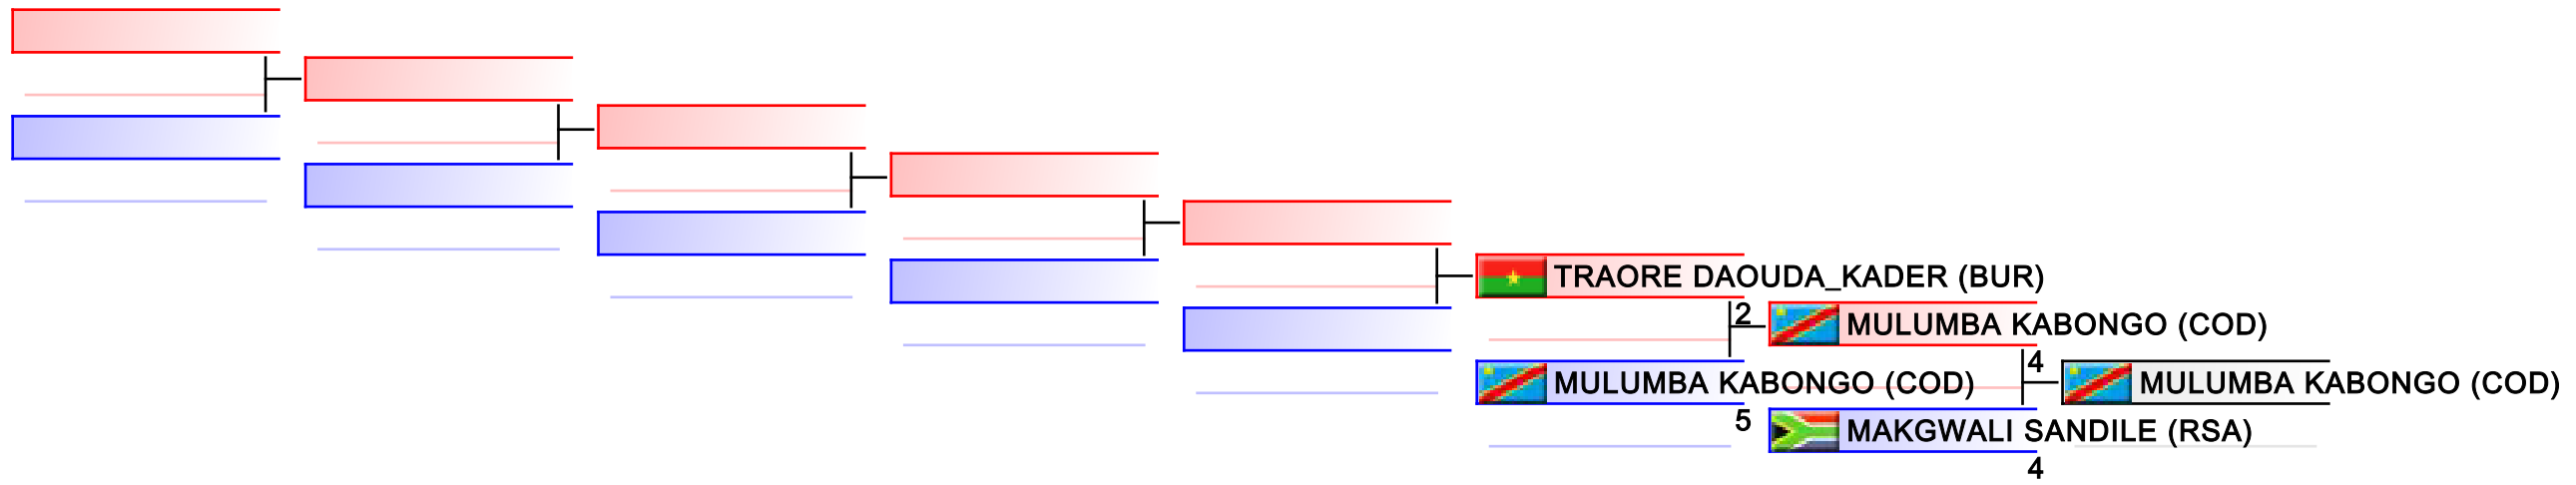 TRAORE DAOUDA_KADER (BUR)
2
MULUMBA KABONGO (COD)
MULUMBA KABONGO (COD)
5
4
MULUMBA KABONGO (COD)
MAKGWALI SANDILE (RSA)
4